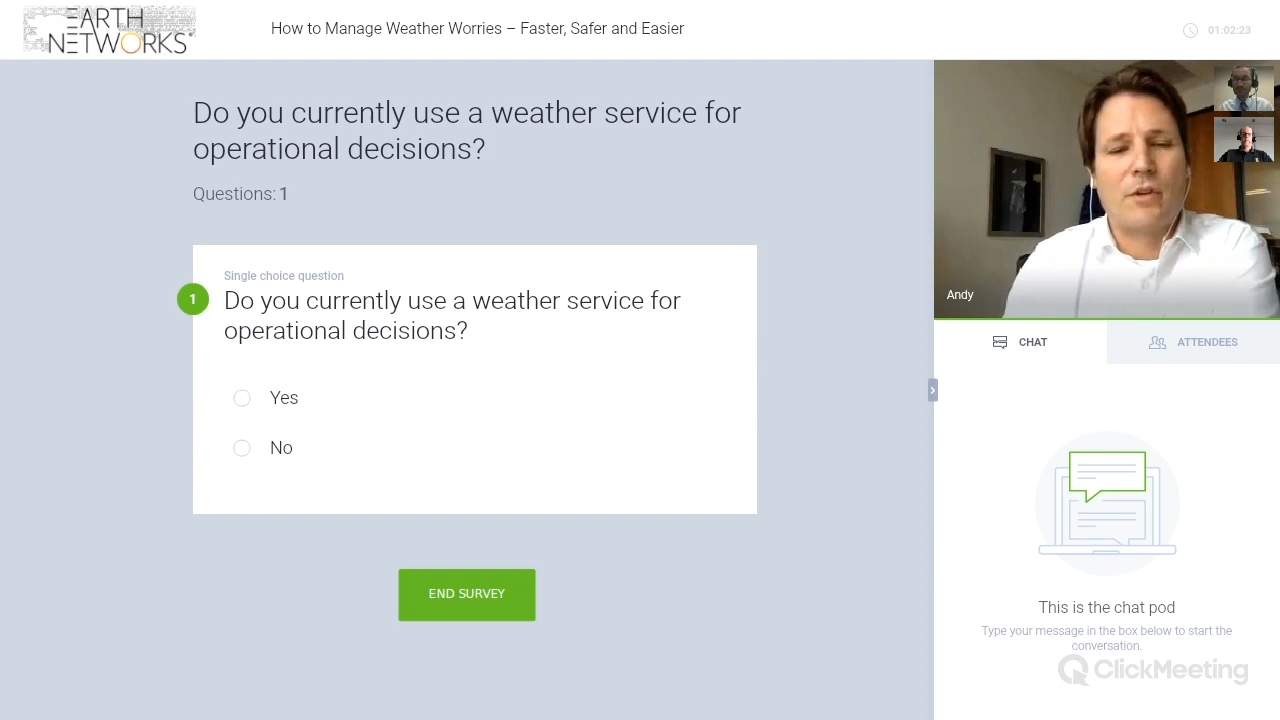 EARTH
NETWORKS
How to Manage Weather Worries – Faster, Safer and Easier
01:02:23
Do you currently use a weather service for
operational decisions?
Questions: 1
Single choice question
1
Do you currently use a weather service for
operational decisions?
Yes
No
END SURVEY
Andy
CHAT
ATTENDEES
This is the chat pod
Type your message in the box below to start the
conversation.
ClickMeeting